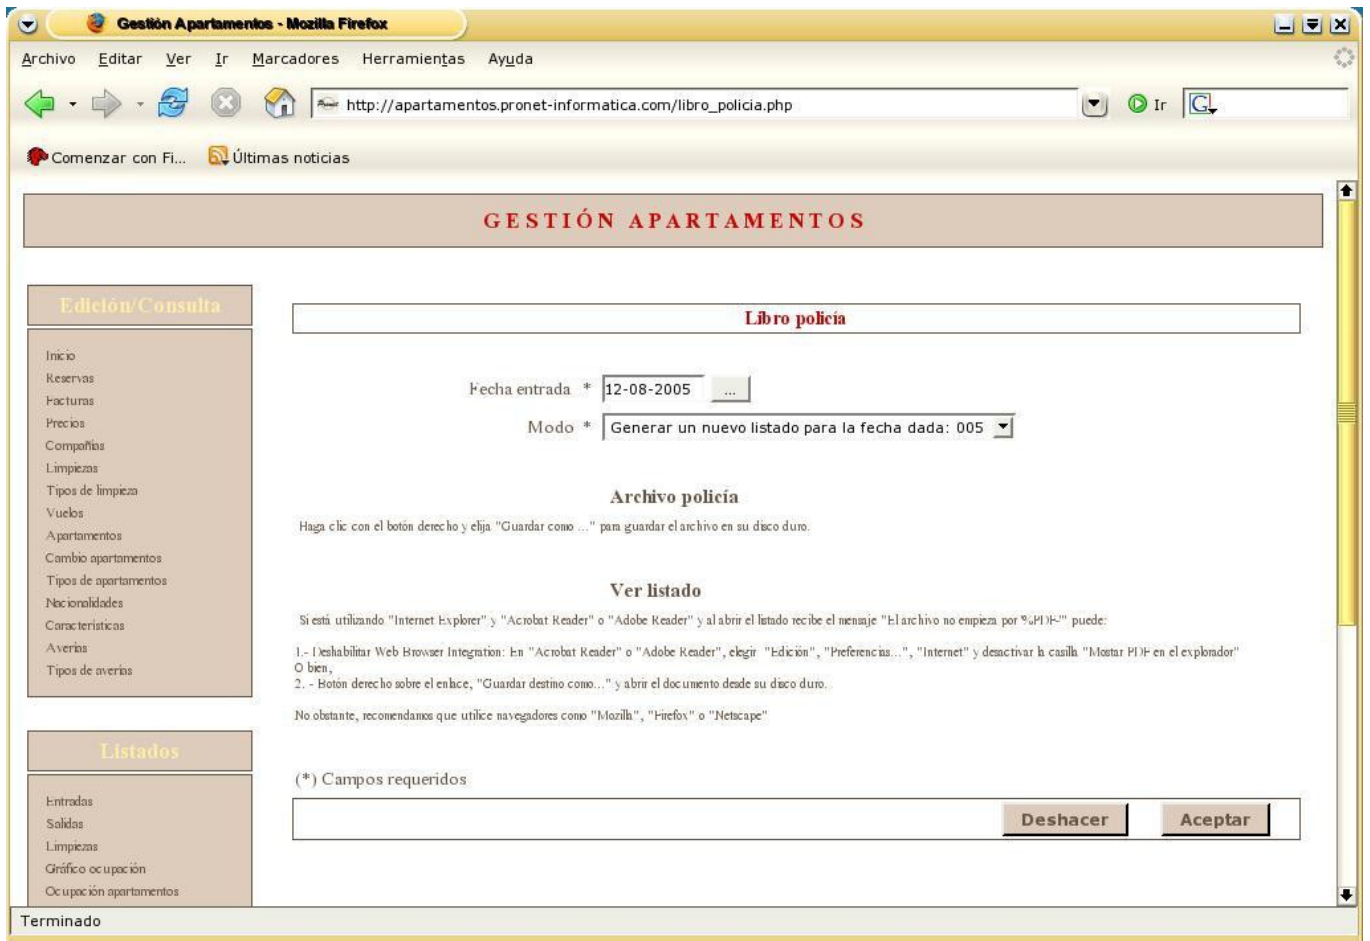 Gestión Apartamentos - Mozilla Firefox
Archivo Editar Ver Ir Marcadores Herramientas Ayuda
http://apartamentos.pronet-informatica.com/libro_policia.php Ir G
Comenzar con Fi... Últimas noticias
GESTIÓN APARTAMENTOS
Edición/Consulta
Inicio
Reservas
Facturas
Precios
Compañías
Limpiezas
Tipos de limpieza
Vuelos
Apartamentos
Cambio apartamentos
Tipos de apartamentos
Nacionalidades
Características
Averías
Tipos de averías
Listados
Entradas
Salidas
Limpiezas
Gráfico ocupación
Ocupación apartamentos
Libro policía
Fecha entrada * 12-08-2005 ...
Modo * Generar un nuevo listado para la fecha dada: 005
Archivo policía
Haga clic con el botón derecho y elija "Guardar como ..." para guardar el archivo en su disco duro.
Ver listado
Si está utilizando "Internet Explorer" y "Acrobat Reader" o "Adobe Reader" y al abrir el listado recibe el mensaje "El archivo no empieza por '%PDF-'" puede:
1.- Deshabilitar Web Browser Integration: En "Acrobat Reader" o "Adobe Reader", elegir "Edición", "Preferencias...", "Internet" y desactivar la casilla "Mostar PDF en el explorador"
O bien,
2. - Botón derecho sobre el enlace, "Guardar destino como..." y abrir el documento desde su disco duro.
No obstante, recomendamos que utilice navegadores como "Mozilla", "Firefox" o "Netscape"
(*) Campos requeridos
Deshacer Aceptar
Terminado